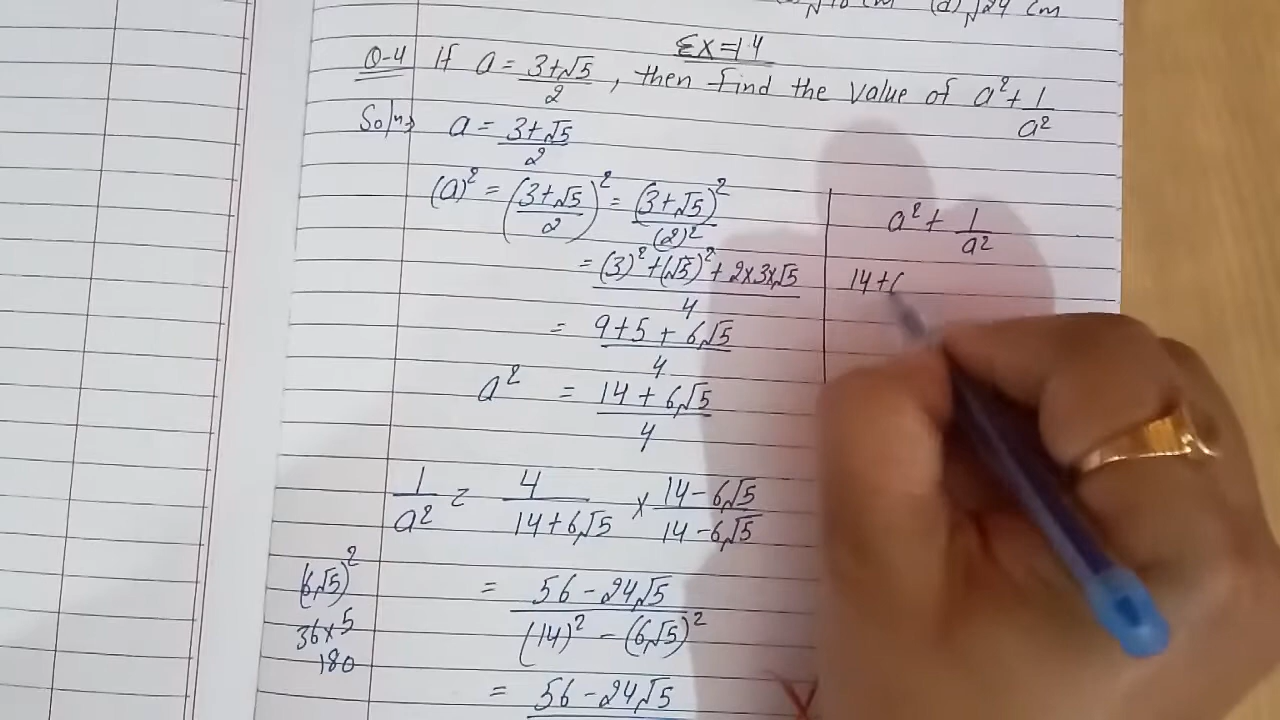 (d) √24 cm
Ex=14
Q-4 If a = 3+√5/2, then find the value of a²+1/a²
Soln→ a = 3+√5/2
(a)² = (3+√5/2)² = (3+√5)²/(2)²
= (3)²+(√5)²+2×3×√5/4
= 9+5+6√5/4
a² = 14+6√5/4
1/a² = 4/14+6√5 × 14-6√5/14-6√5
= 56-24√5/(14)²-(6√5)²
= 56-24√5
(6√5)²
36×5
180
a²+1/a²
14+